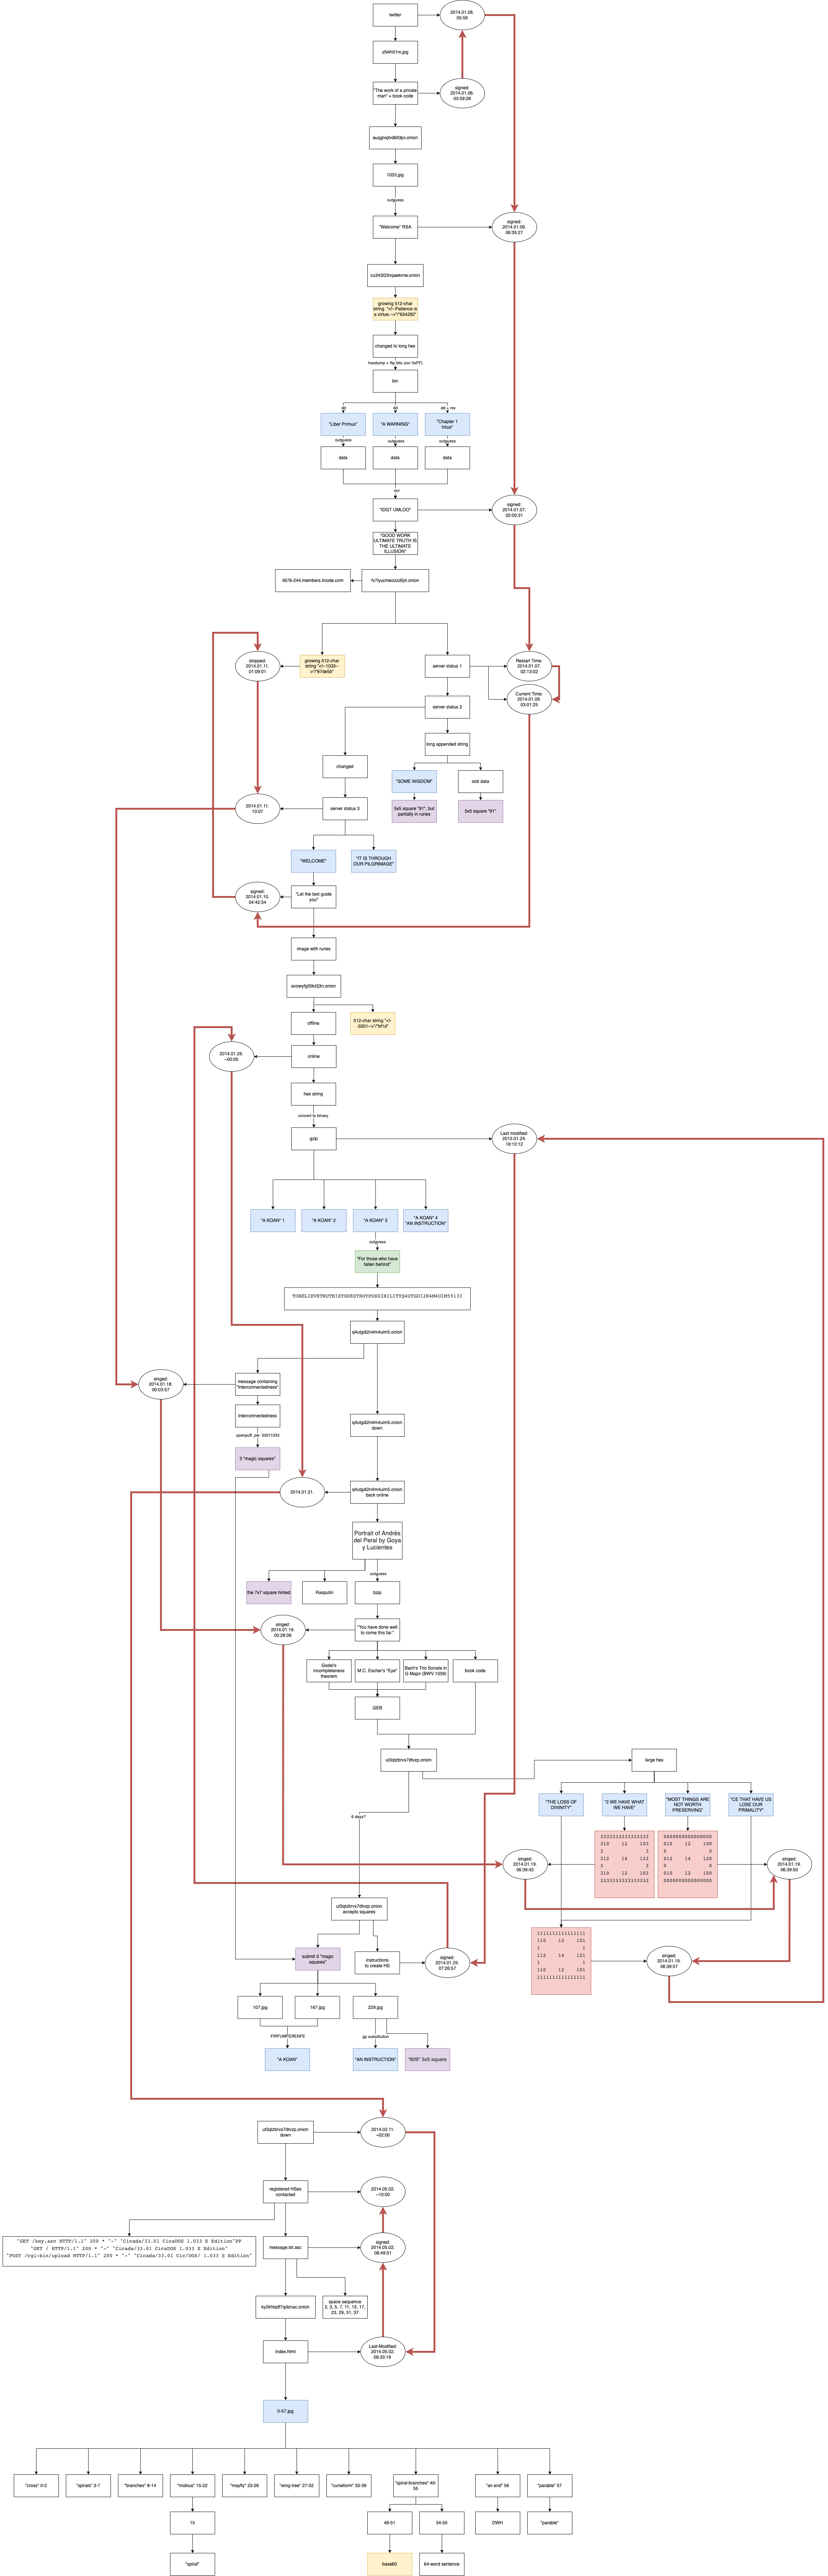 twitter
2014.01.06.
05:59
zN4h51m.jpg
"The work of a private
man" + book code
signed:
2014.01.06.
03:59:26
auqgnxjtvdbll3pv.onion
1033.jpg
outguess
"Welcome" RSA
signed:
2014.01.06.
06:35:27
cu343l33nqaekrnw.onion
growing 512-char
string "<!--Patience is
a virtue.-->"/"634292"
changed to long hex
hexdump + flip bits (xor 0xFF)
bin
dd
dd
dd + rev
"Liber Primus"
"A WARNING"
"Chapter 1
Intus"
outguess
outguess
outguess
data
data
data
xor
"IDGT UMLOO"
signed:
2014.01.07.
02:00:31
"GOOD WORK
ULTIMATE TRUTH IS
THE ULTIMATE
ILLUSION"
li676-244.members.linode.com
fv7lyucmeozzd5j4.onion
stopped:
2014.01.11.
01:09:01
growing 512-char
string "<!--1033--
>"/"87de5b"
server status 1
Restart Time:
2014.01.07.
02:13:02
Current Time:
2014.01.09.
03:01:25
server status 2
long appended string
changed
"SOME WISDOM"
oob data
server status 3
2014.01.11.
10:07
5x5 square "91", but
partially in runes
5x5 square "91"
"WELCOME"
"IT IS THROUGH
OUR PILGRIMAGE"
signed:
2014.01.10.
04:42:54
"Let the text guide
you"
image with runes
avowyfgl5lkzfj3n.onion
offline
512-char string "<!-
-3301-->"/"bf1d"
2014.01.29.
~00:05
online
hex string
convert to binary
gzip
Last modified:
2012.01.24.
19:10:12
"A KOAN" 1
"A KOAN" 2
"A KOAN" 3
"A KOAN" 4
"AN INSTRUCTION"
outguess
"For those who have
fallen behind"
TOBELIEVETRUTHISTODESTROYPOSSIBILITYQ4UTGDI2N4M4UIM59133
q4utgdi2n4m4uim5.onion
singed:
2014.01.18.
00:03:57
message containing
"Interconnectedness"
Interconnectedness
q4utgdi2n4m4uim5.onion
down
openpuff, pw: 33011033
3 "magic squares"
2014.01.31.
q4utgdi2n4m4uim5.onion
back online
Portrait of Andrés
del Peral by Goya
y Lucientes
outguess
the 7x7 square hinted
Rasputin
bzip
singed:
2014.01.19.
05:28:06
"You have done well
to come this far."
Godel's
incompleteness
theorem
M.C. Escher's "Eye"
Bach's Trio Sonata in
G Major (BWV 1039)
book code
GEB
ut3qtzbrvs7dtvzp.onion
large hex
"THE LOSS OF
DIVINITY"
"2 WE HAVE WHAT
WE HAVE"
"MOST THINGS ARE
NOT WORTH
PRESERVING"
"CE THAT HAVE US
LOSE OUR
PRIMALITY"
6 days?
3333333333333333
310 12 103
3 3
312 14 123
3 3
310 12 103
3333333333333333
0000000000000000
010 12 100
0 0
012 14 120
0 0
010 12 100
0000000000000000
singed:
2014.01.19.
06:39:42
singed:
2014.01.19.
06:39:50
ut3qtzbrvs7dtvzp.onion
accepts squares
1111111111111111
110 12 101
1 1
112 14 121
1 1
110 12 101
1111111111111111
singed:
2014.01.19.
06:39:57
submit 3 "magic
squares"
instructions
to create HS
signed:
2014.01.25.
07:26:57
107.jpg
167.jpg
229.jpg
FIRFUMFERENFE
gp substitution
"A KOAN"
"AN INSTRUCTION"
"809" 5x5 square
ut3qtzbrvs7dtvzp.onion
down
2014.02.11.
~02:00
registered HSes
contacted
2014.05.02.
~10:00
"GET /key.asc HTTP/1.1" 200 * "-" "Cicada/33.01 CicaDOS 1.033 E Edition"PP
"GET / HTTP/1.1" 200 * "-" "Cicada/33.01 CicaDOS 1.033 E Edition"
"POST /cgi-bin/upload HTTP/1.1" 200 * "-" "Cicada/33.01 Cic/DOS/ 1.033 S Edition"
message.txt.asc
signed:
2014.05.02.
08:49:51
ky2khlqdf7qdznac.onion
space sequence
2, 3, 5, 7, 11, 13, 17,
23, 29, 31, 37
index.html
Last-Modified:
2014.05.02.
08:33:19
0-57.jpg
"cross" 0-2
"spirals" 3-7
"branches" 8-14
"mobius" 15-22
"mayfly" 23-26
"wing-tree" 27-32
"cuneiform" 33-39
"spiral-branches" 40-
55
"an end" 56
"parable" 57
15
49-51
54-55
DWH
"parable"
"spiral"
base60
64-word sentence